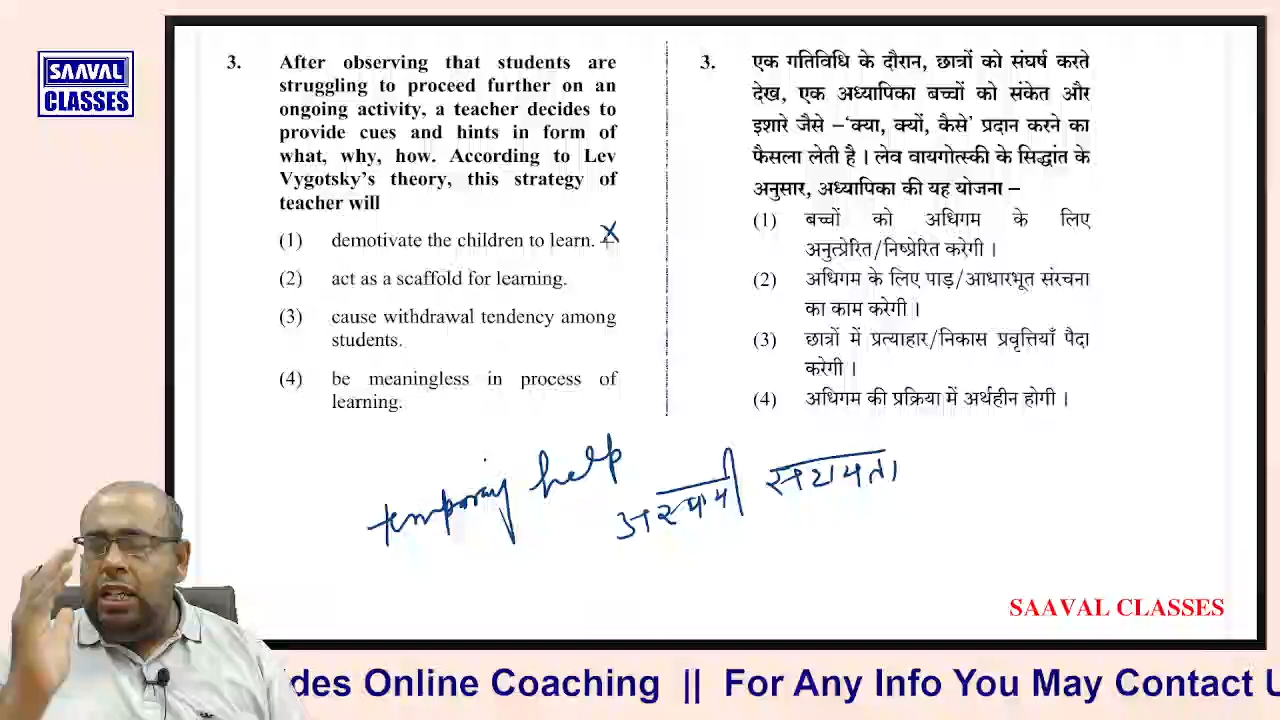 SAAVAL
CLASSES
3. After observing that students are
struggling to proceed further on an
ongoing activity, a teacher decides to
provide cues and hints in form of
what, why, how. According to Lev
Vygotsky's theory, this strategy of
teacher will
(1) demotivate the children to learn.
(2) act as a scaffold for learning.
(3) cause withdrawal tendency among
students.
(4) be meaningless in process of
learning.
3. एक गतिविधि के दौरान, छात्रों को संघर्ष करते
देख, एक अध्यापिका बच्चों को संकेत और
इशारे जैसे –'क्या, क्यों, कैसे' प्रदान करने का
फैसला लेती है । लेव वायगोत्स्की के सिद्धांत के
अनुसार, अध्यापिका की यह योजना –
(1) बच्चों को अधिगम के लिए
अनुत्प्रेरित/निष्प्रेरित करेगी ।
(2) अधिगम के लिए पाड़/आधारभूत संरचना
का काम करेगी ।
(3) छात्रों में प्रत्याहार/निकास प्रवृत्तियाँ पैदा
करेगी ।
(4) अधिगम की प्रक्रिया में अर्थहीन होगी ।
temporary help
अस्थायी सहायता
SAAVAL CLASSES
ides Online Coaching || For Any Info You May Contact U